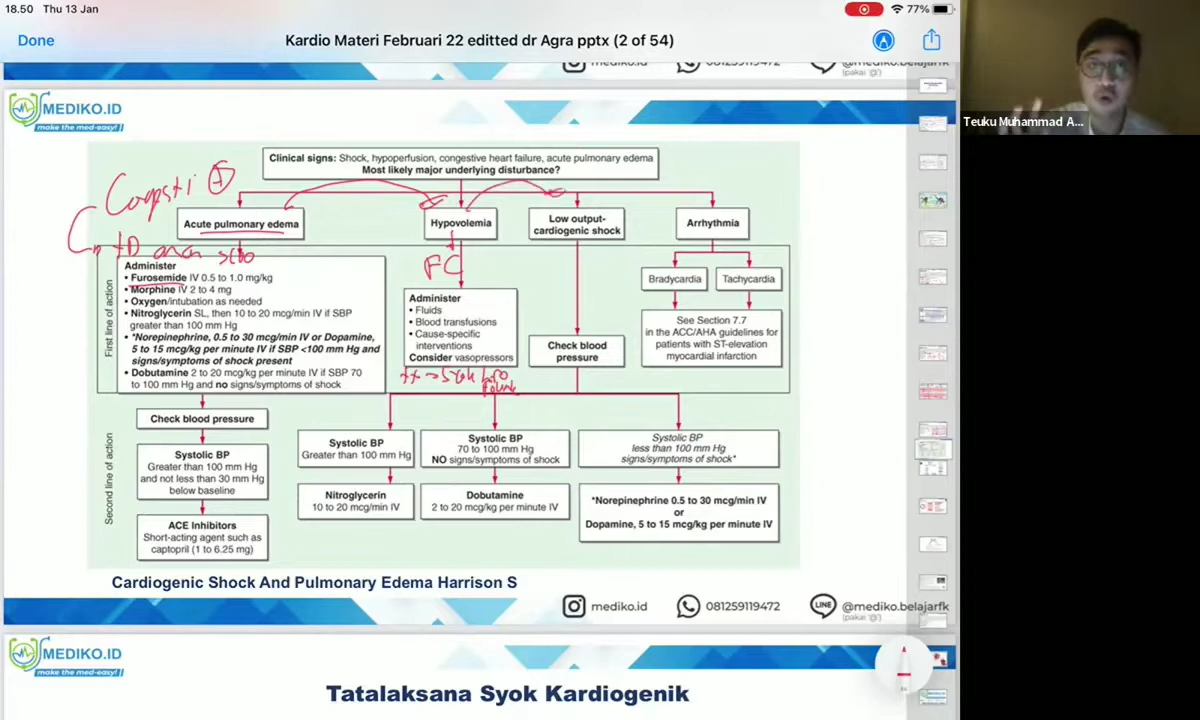 18.50 Thu 13 Jan
77%
Done
Kardio Materi Februari 22 editted dr Agra pptx (2 of 54)
mediko.id
081259119472
@mediko.belajarfk
(pakai '@')
Teuku Muhammad A...
MEDIKO.ID
make the med-easy!
Clinical signs: Shock, hypoperfusion, congestive heart failure, acute pulmonary edema
Most likely major underlying disturbance?
Acute pulmonary edema
Hypovolemia
Low output-
cardiogenic shock
Arrhythmia
FC
Bradycardia
Tachycardia
First line of action
Administer
• Furosemide IV 0.5 to 1.0 mg/kg
• Morphine IV 2 to 4 mg
• Oxygen/intubation as needed
• Nitroglycerin SL, then 10 to 20 mcg/min IV if SBP
greater than 100 mm Hg
• *Norepinephrine, 0.5 to 30 mcg/min IV or Dopamine,
5 to 15 mcg/kg per minute IV if SBP <100 mm Hg and
signs/symptoms of shock present
• Dobutamine 2 to 20 mcg/kg per minute IV if SBP 70
to 100 mm Hg and no signs/symptoms of shock
Administer
• Fluids
• Blood transfusions
• Cause-specific
interventions
Consider vasopressors
Check blood
pressure
See Section 7.7
in the ACC/AHA guidelines for
patients with ST-elevation
myocardial infarction
Second line of action
Check blood pressure
Systolic BP
Greater than 100 mm Hg
and not less than 30 mm Hg
below baseline
ACE Inhibitors
Short-acting agent such as
captopril (1 to 6.25 mg)
Systolic BP
Greater than 100 mm Hg
Nitroglycerin
10 to 20 mcg/min IV
Systolic BP
70 to 100 mm Hg
NO signs/symptoms of shock
Dobutamine
2 to 20 mcg/kg per minute IV
Systolic BP
less than 100 mm Hg
signs/symptoms of shock*
*Norepinephrine 0.5 to 30 mcg/min IV
or
Dopamine, 5 to 15 mcg/kg per minute IV
Cardiogenic Shock And Pulmonary Edema Harrison S
mediko.id
081259119472
LINE
@mediko.belajarfk
(pakai '@')
MEDIKO.ID
make the med-easy!
Tatalaksana Syok Kardiogenik